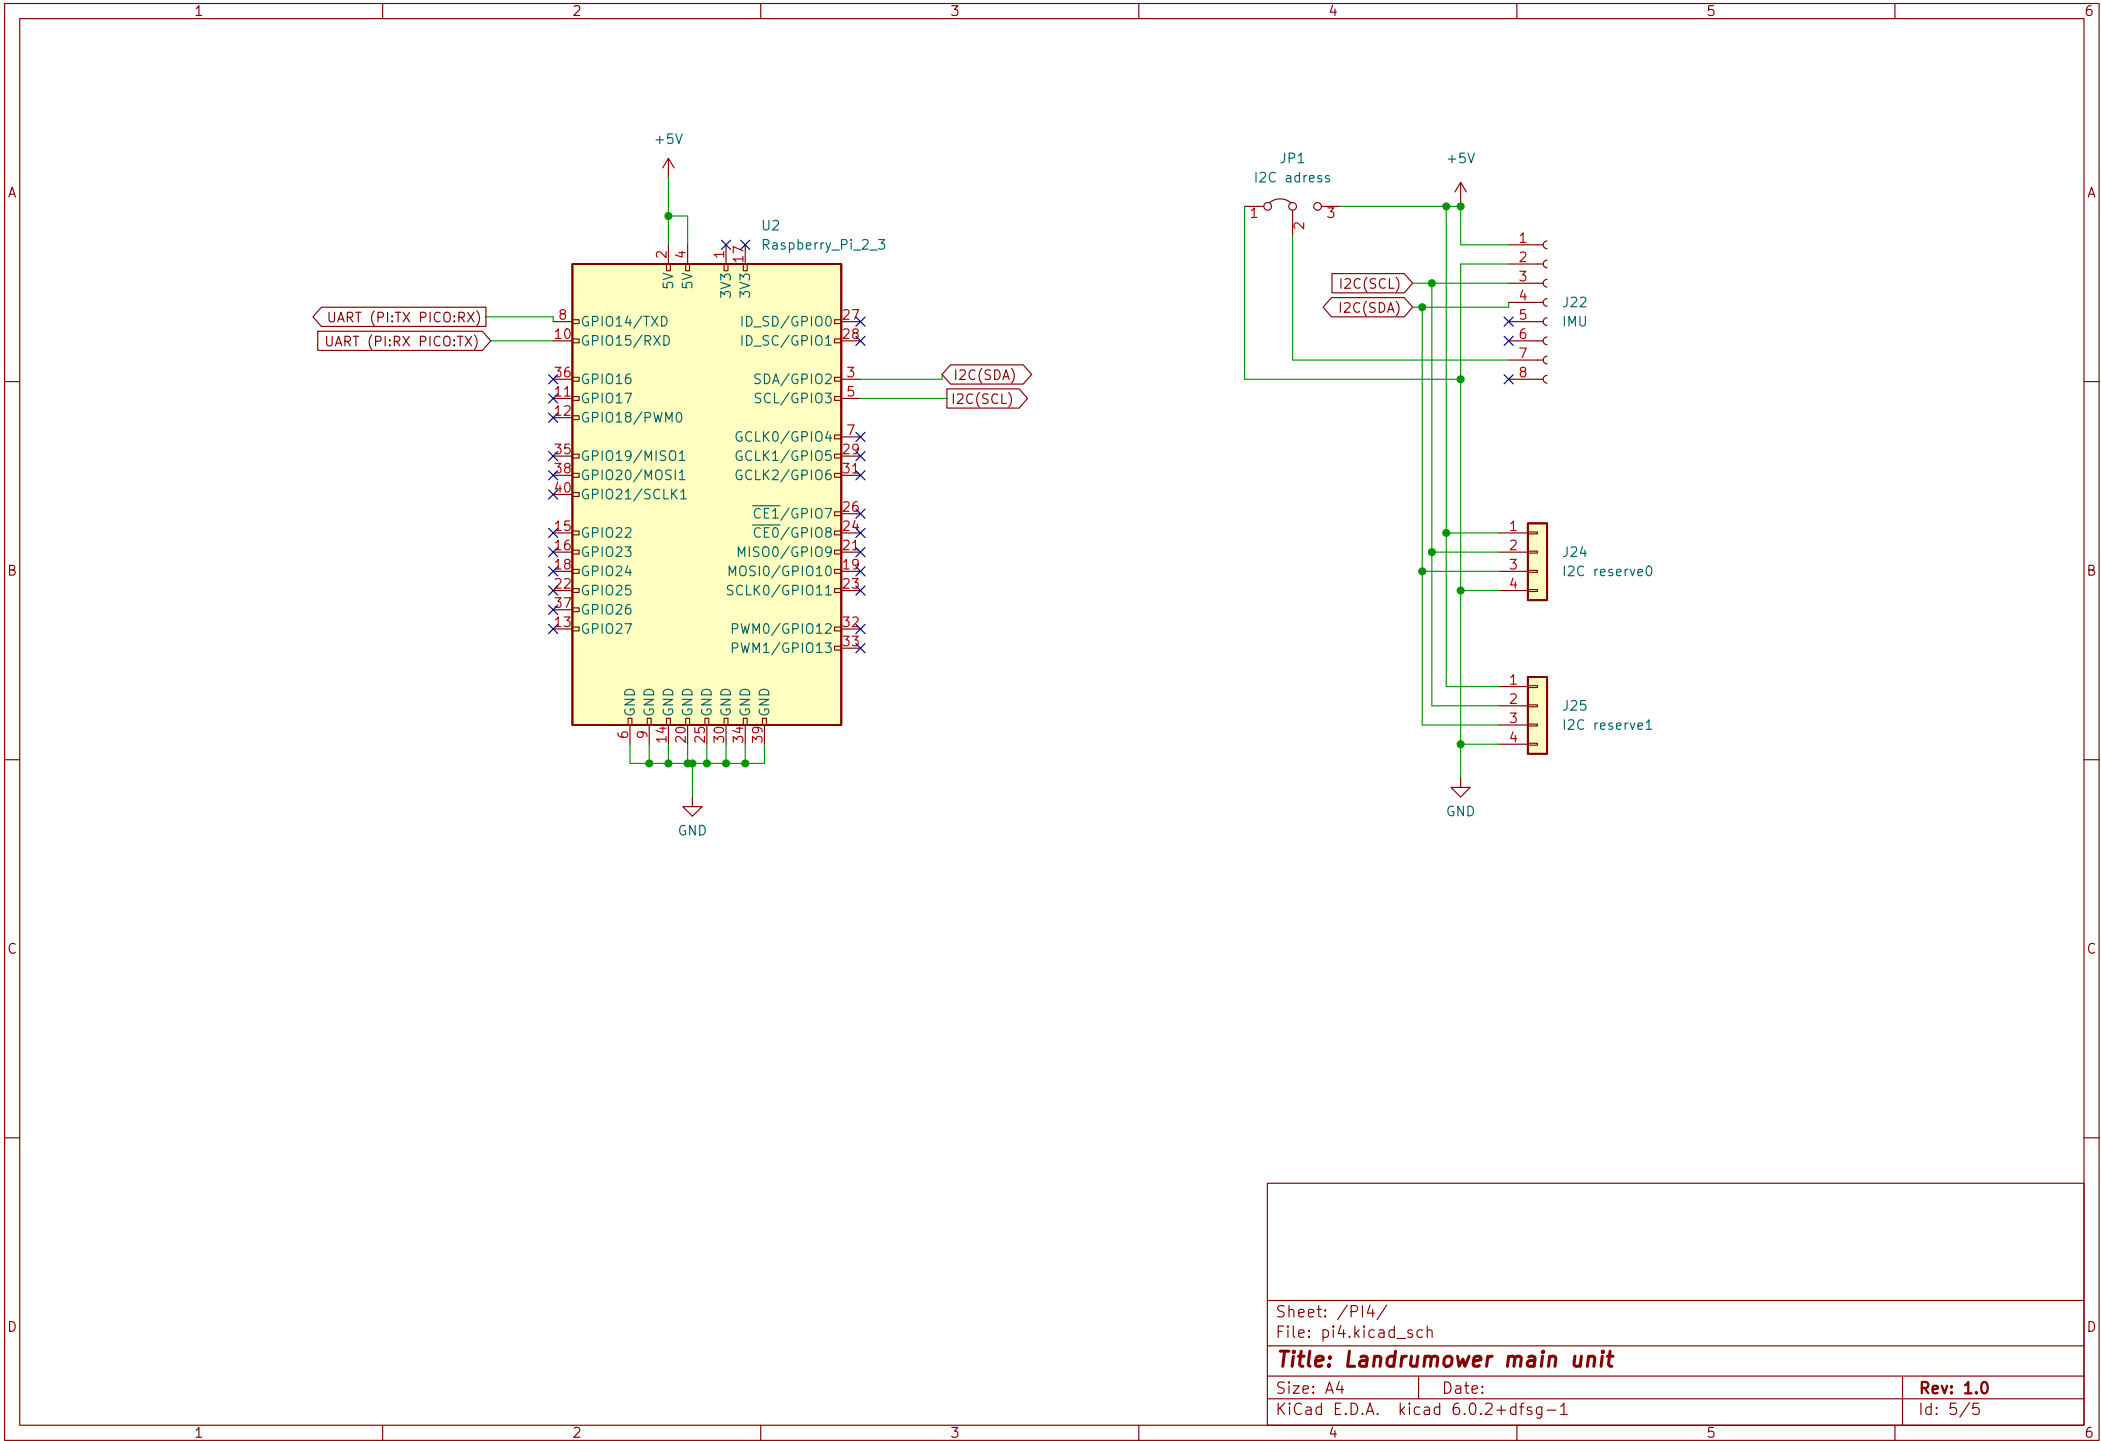 1 2 3 4 5 6
A A
+5V
JP1 +5V
I2C adress
1 2 3
U2
Raspberry_Pi_2_3
2 4 1 17
5V 5V 3V3 3V3
UART (PI:TX PICO:RX) 8 GPIO14/TXD
UART (PI:RX PICO:TX) 10 GPIO15/RXD
36 GPIO16
11 GPIO17
12 GPIO18/PWM0
35 GPIO19/MISO1
38 GPIO20/MOSI1
40 GPIO21/SCLK1
15 GPIO22
16 GPIO23
18 GPIO24
22 GPIO25
37 GPIO26
13 GPIO27
ID_SD/GPIO0 27
ID_SC/GPIO1 28
SDA/GPIO2 3 I2C(SDA)
SCL/GPIO3 5 I2C(SCL)
GCLK0/GPIO4 7
GCLK1/GPIO5 29
GCLK2/GPIO6 31
CE1/GPIO7 26
CE0/GPIO8 24
MISO0/GPIO9 21
MOSI0/GPIO10 19
SCLK0/GPIO11 23
PWM0/GPIO12 32
PWM1/GPIO13 33
GND GND GND GND GND GND GND GND
6 9 14 20 25 30 34 39
GND
I2C(SCL)
I2C(SDA)
1
2
3
4
5
6
7
8
J22
IMU
B B
1
2
3
4
J24
I2C reserve0
1
2
3
4
J25
I2C reserve1
GND
C C
D D
Sheet: /PI4/
File: pi4.kicad_sch
Title: Landrumower main unit
Size: A4 Date: Rev: 1.0
KiCad E.D.A. kicad 6.0.2+dfsg-1 Id: 5/5
1 2 3 4 5 6